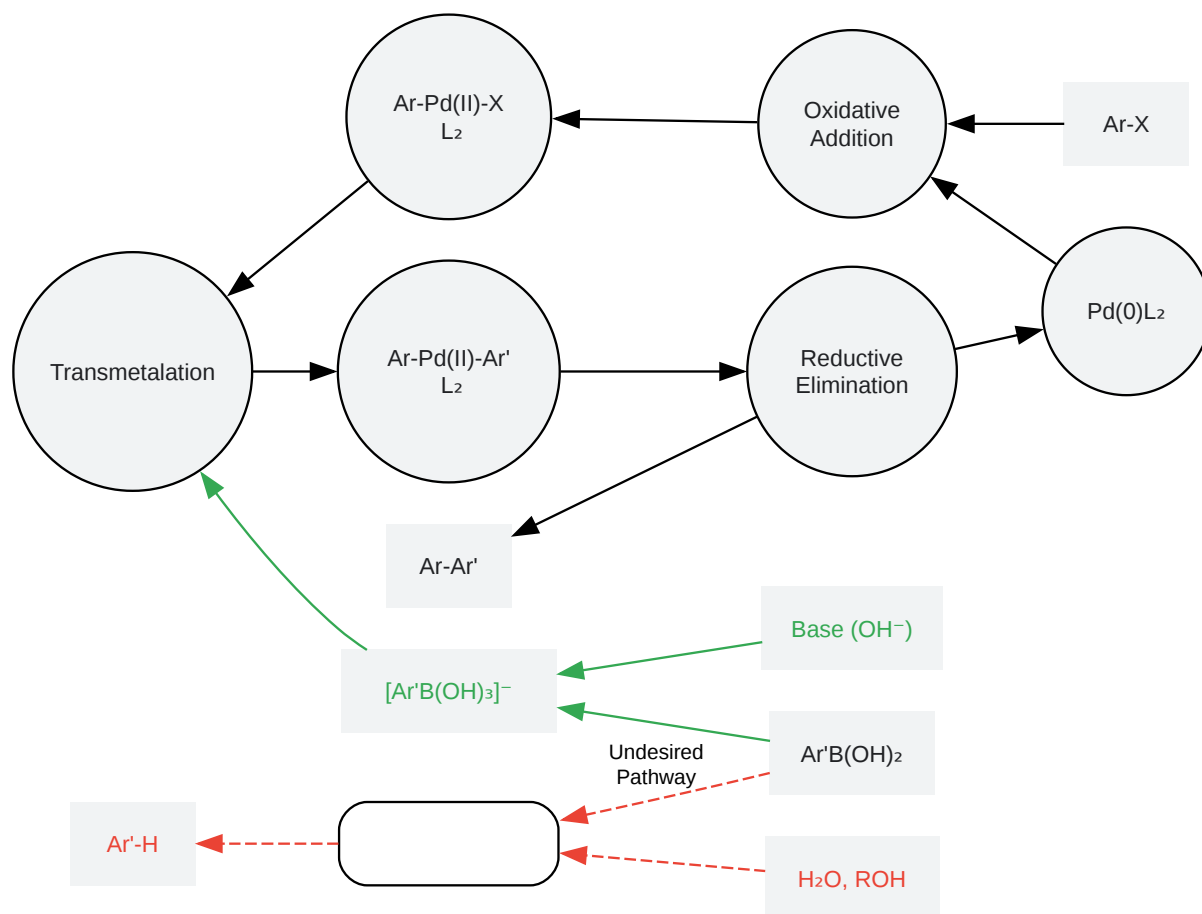 Ar-Pd(II)-X
L₂
Oxidative
Addition
Ar-X
Transmetalation
Ar-Pd(II)-Ar'
L₂
Reductive
Elimination
Pd(0)L₂
Ar-Ar'
Base (OH⁻)
[Ar'B(OH)₃]⁻
Ar'B(OH)₂
Undesired
Pathway
Ar'-H
H₂O, ROH